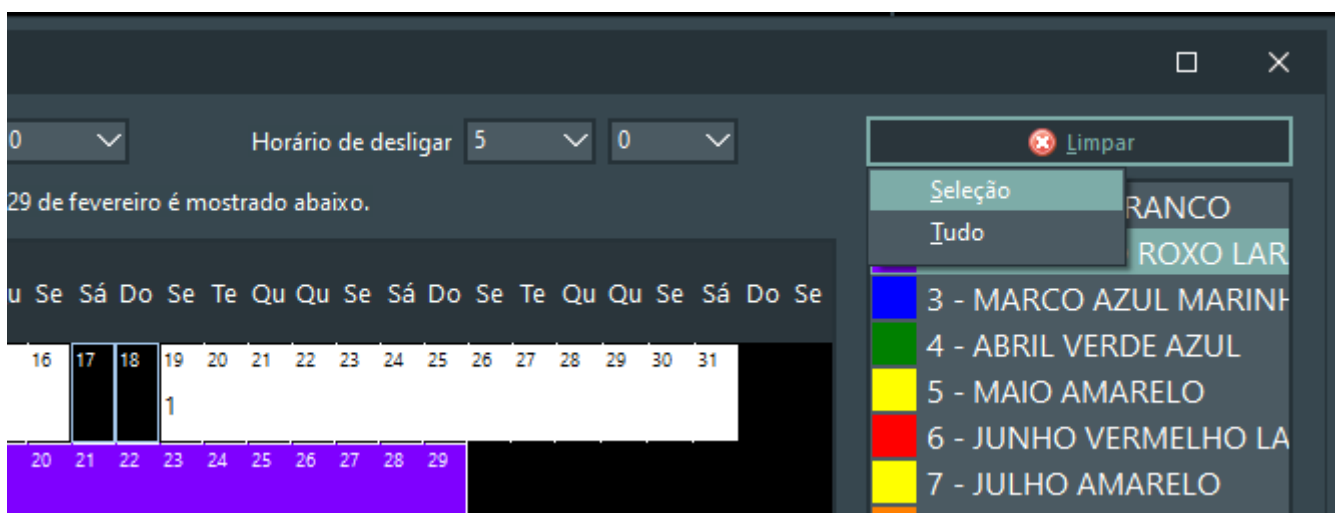 0 Horário de desligar 5 0 Limpar
29 de fevereiro é mostrado abaixo.
Seleção
Tudo
RANCO
ROXO LAR
u Se Sá Do Se Te Qu Qu Se Sá Do Se Te Qu Qu Se Sá Do Se
3 - MARCO AZUL MARINH
4 - ABRIL VERDE AZUL
16 17 18 19 20 21 22 23 24 25 26 27 28 29 30 31
1
5 - MAIO AMARELO
6 - JUNHO VERMELHO LA
20 21 22 23 24 25 26 27 28 29
7 - JULHO AMARELO